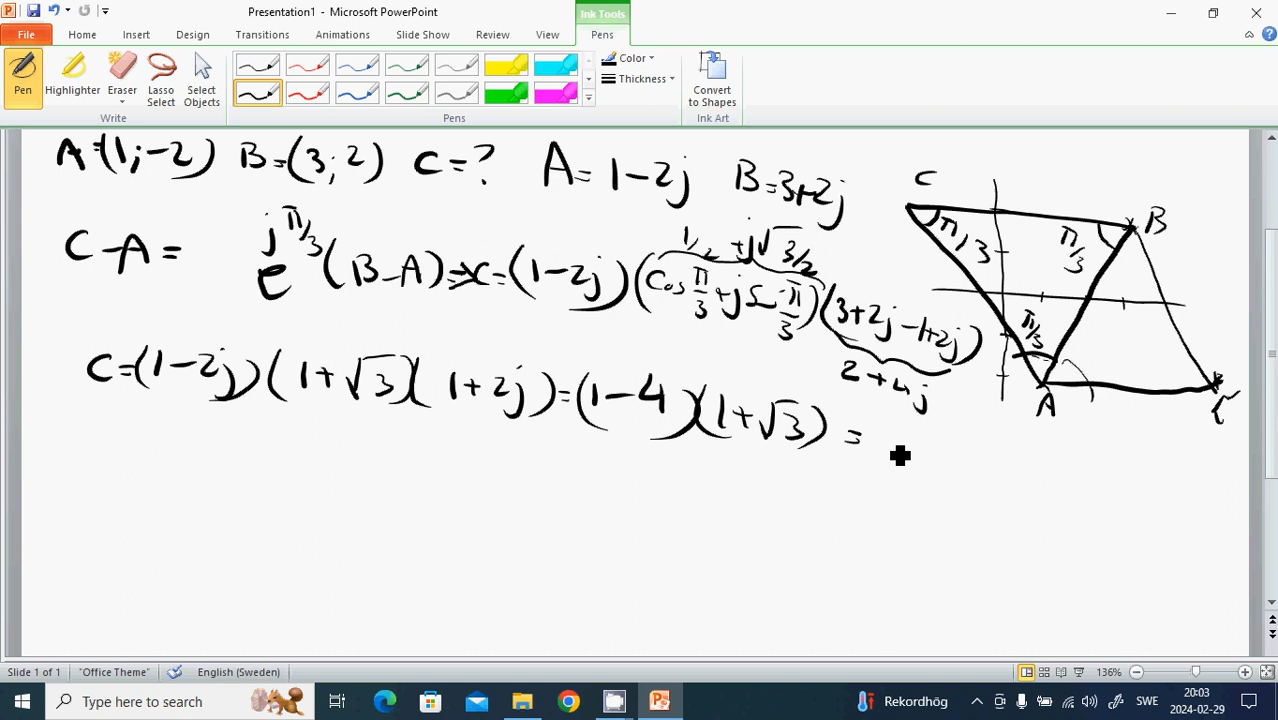 Presentation1 - Microsoft PowerPoint
Ink Tools
File Home Insert Design Transitions Animations Slide Show Review View Pens
Pen Highlighter Eraser Lasso Select Select Objects
Color
Thickness
Convert to Shapes
Write Pens Ink Art
A=(1;-2) B=(3;2) C=? A=1-2j B=3+2j
C-A= e^jπ/3 (B-A)=>C=(1-2j)(Cos π/3 +j Sin π/3)(3+2j-1+2j)
1/2 +j√3/2
2+4j
C=(1-2j)(1+√3)(1+2j)=(1-4)(1+√3) =
C B
π/3 π/3
π/3
A C
Slide 1 of 1 "Office Theme" English (Sweden) 136%
Type here to search Rekordhög SWE 20:03
2024-02-29